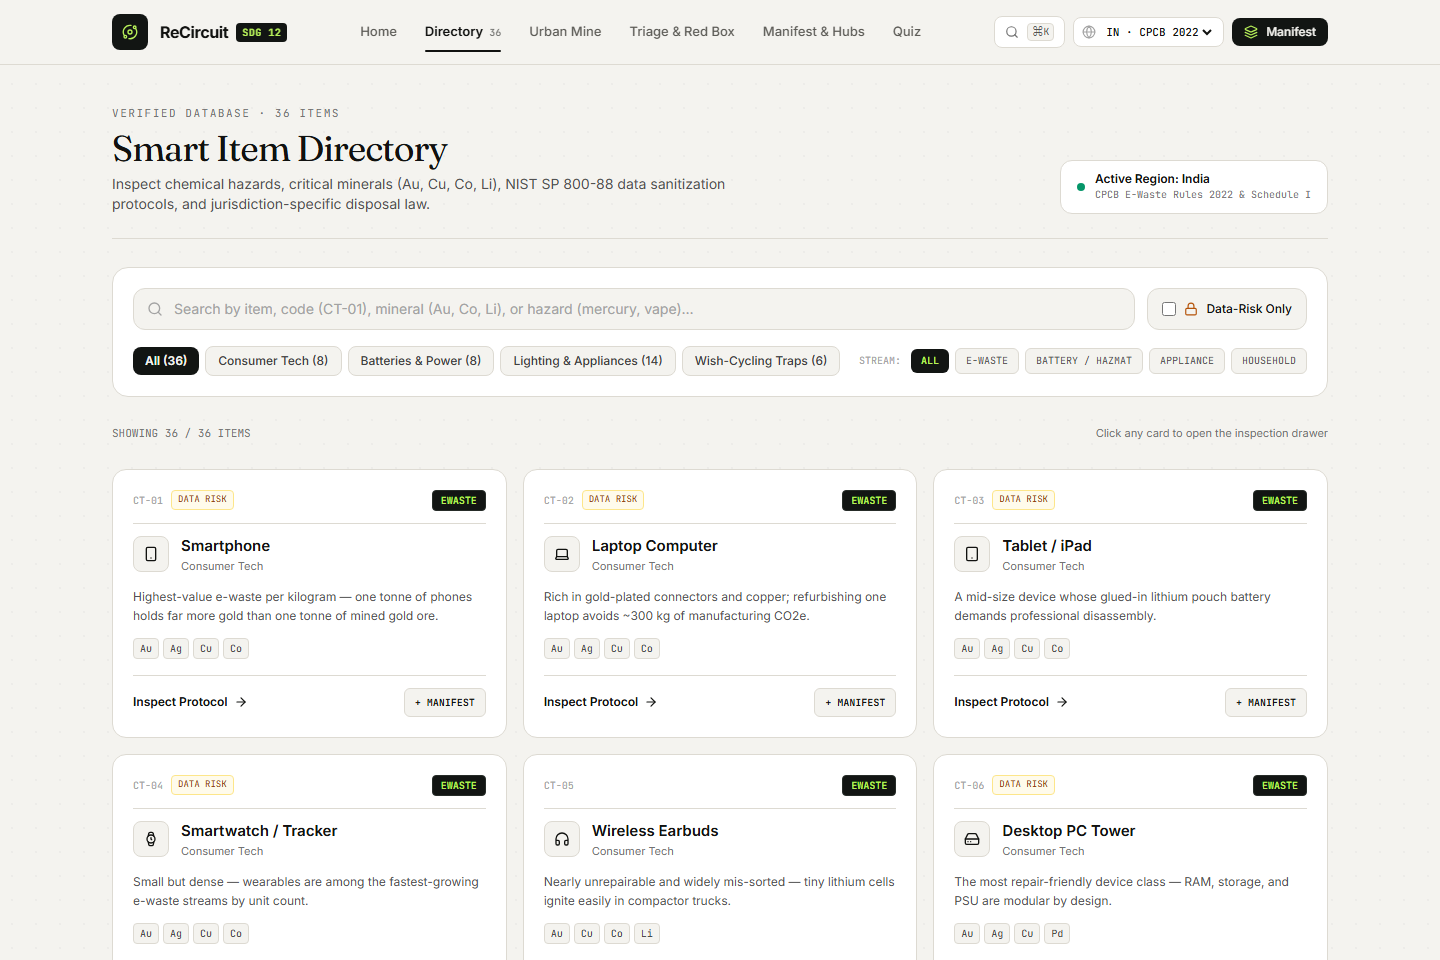 ReCircuit SDG 12
Home Directory 36 Urban Mine Triage & Red Box Manifest & Hubs Quiz
⌘K IN · CPCB 2022 Manifest
VERIFIED DATABASE · 36 ITEMS
Smart Item Directory
Inspect chemical hazards, critical minerals (Au, Cu, Co, Li), NIST SP 800-88 data sanitization
protocols, and jurisdiction-specific disposal law.
Active Region: India
CPCB E-Waste Rules 2022 & Schedule I
Search by item, code (CT-01), mineral (Au, Co, Li), or hazard (mercury, vape)...
Data-Risk Only
All (36) Consumer Tech (8) Batteries & Power (8) Lighting & Appliances (14) Wish-Cycling Traps (6)
STREAM: ALL E-WASTE BATTERY / HAZMAT APPLIANCE HOUSEHOLD
SHOWING 36 / 36 ITEMS
Click any card to open the inspection drawer
CT-01 DATA RISK EWASTE
Smartphone
Consumer Tech
Highest-value e-waste per kilogram — one tonne of phones
holds far more gold than one tonne of mined gold ore.
Au Ag Cu Co
Inspect Protocol → + MANIFEST
CT-02 DATA RISK EWASTE
Laptop Computer
Consumer Tech
Rich in gold-plated connectors and copper; refurbishing one
laptop avoids ~300 kg of manufacturing CO2e.
Au Ag Cu Co
Inspect Protocol → + MANIFEST
CT-03 DATA RISK EWASTE
Tablet / iPad
Consumer Tech
A mid-size device whose glued-in lithium pouch battery
demands professional disassembly.
Au Ag Cu Co
Inspect Protocol → + MANIFEST
CT-04 DATA RISK EWASTE
Smartwatch / Tracker
Consumer Tech
Small but dense — wearables are among the fastest-growing
e-waste streams by unit count.
Au Ag Cu Co
CT-05 EWASTE
Wireless Earbuds
Consumer Tech
Nearly unrepairable and widely mis-sorted — tiny lithium cells
ignite easily in compactor trucks.
Au Cu Co Li
CT-06 DATA RISK EWASTE
Desktop PC Tower
Consumer Tech
The most repair-friendly device class — RAM, storage, and
PSU are modular by design.
Au Ag Cu Pd